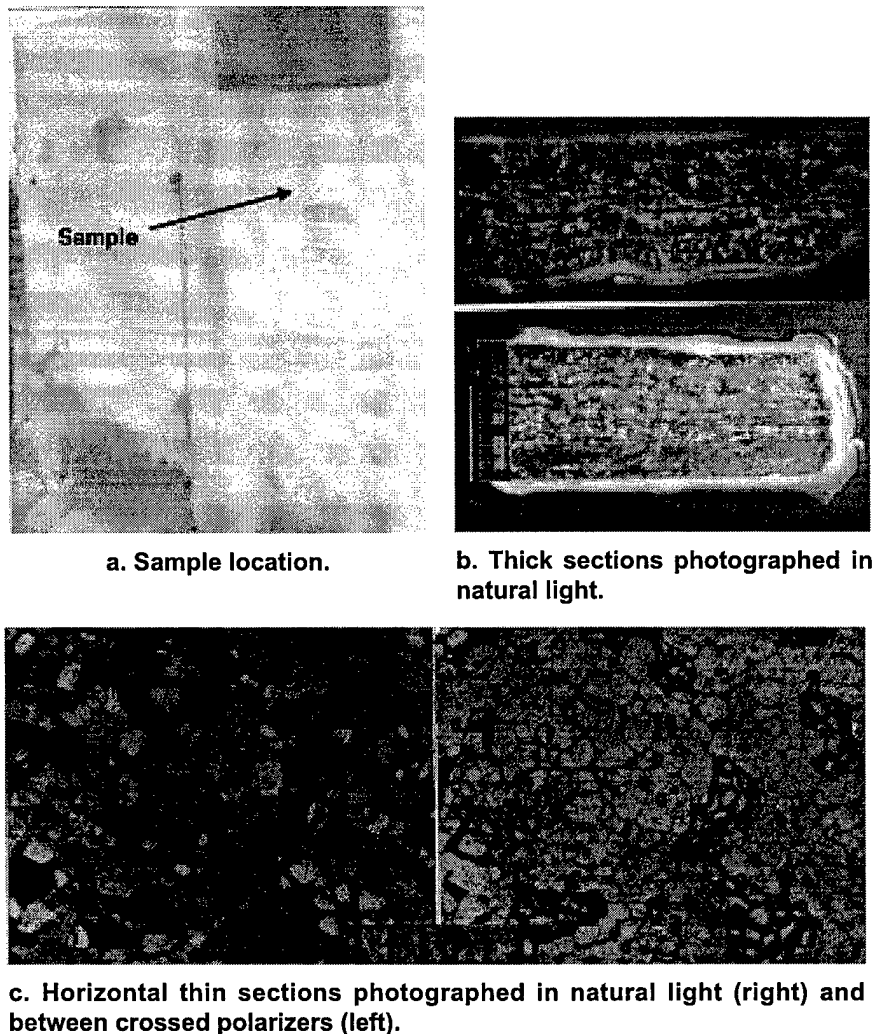 Sample
a. Sample location.
b. Thick sections photographed in
natural light.
c. Horizontal thin sections photographed in natural light (right) and
between crossed polarizers (left).